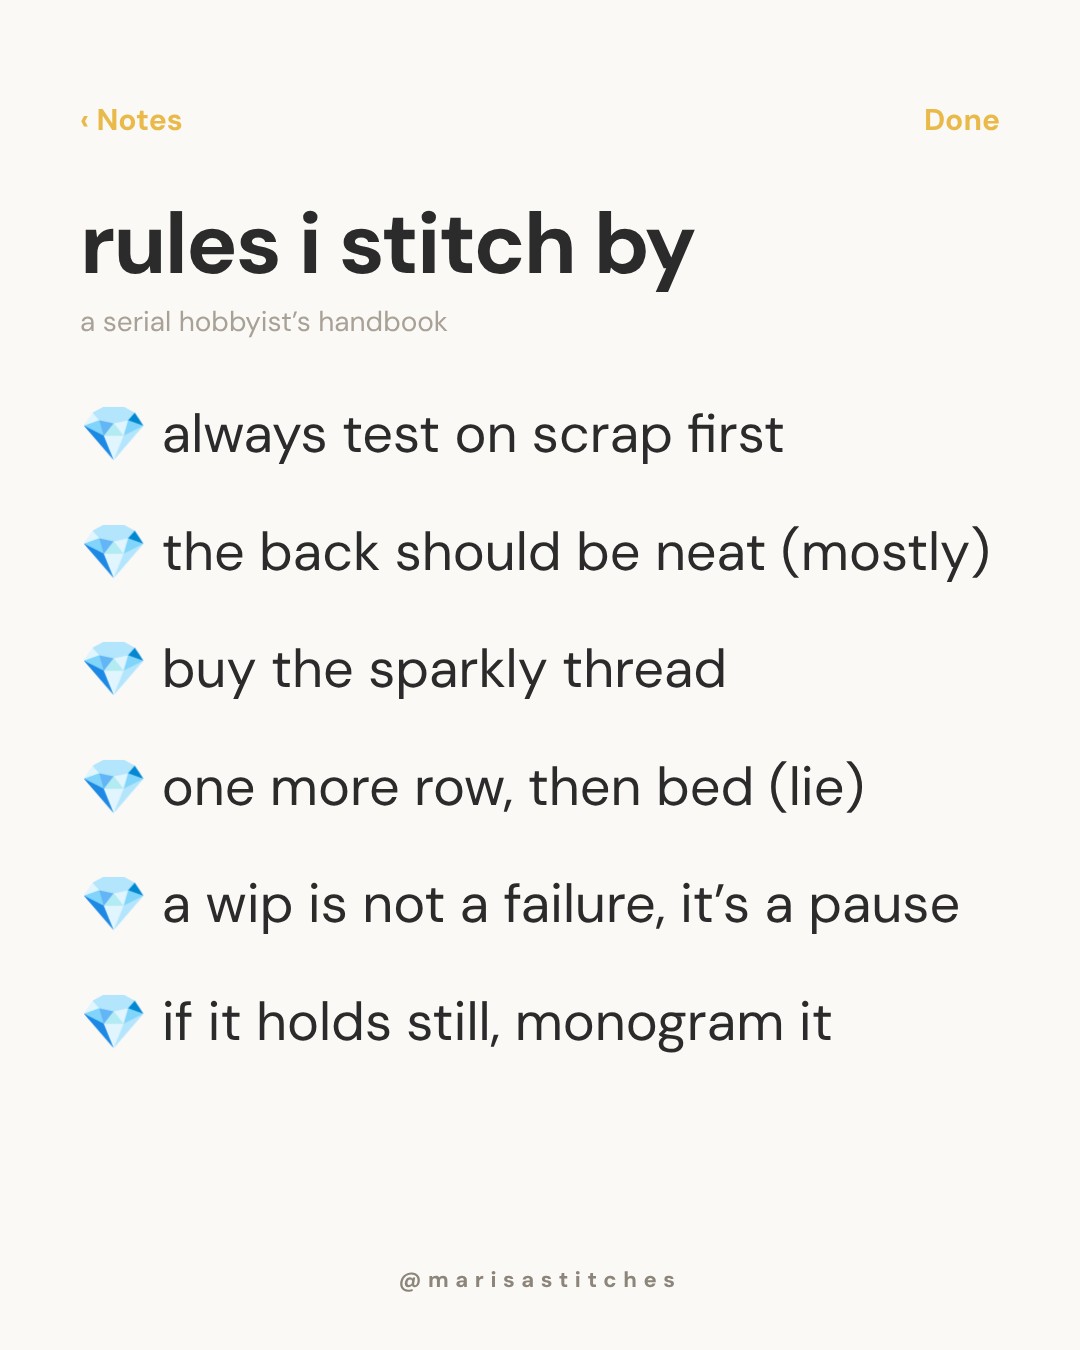 ‹ Notes
Done
rules i stitch by
a serial hobbyist’s handbook
💎 always test on scrap first
💎 the back should be neat (mostly)
💎 buy the sparkly thread
💎 one more row, then bed (lie)
💎 a wip is not a failure, it’s a pause
💎 if it holds still, monogram it
@marisastitches